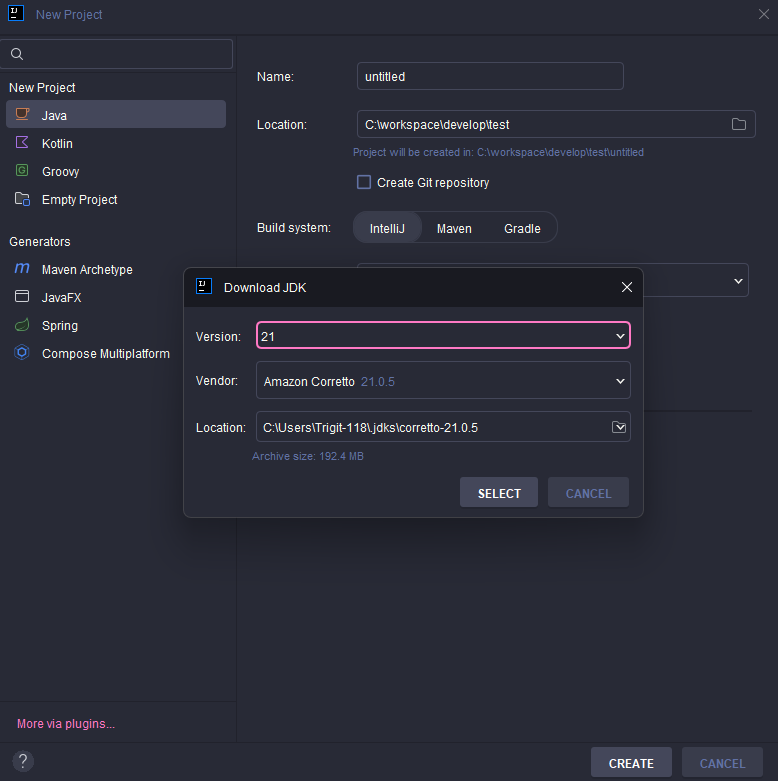 New Project
New Project
Java
Kotlin
Groovy
Empty Project
Generators
Maven Archetype
JavaFX
Spring
Compose Multiplatform
More via plugins...
Name:
untitled
Location:
C:\workspace\develop\test
Project will be created in: C:\workspace\develop\test\untitled
Create Git repository
Build system:
IntelliJ Maven Gradle
Download JDK
Version:
21
Vendor:
Amazon Corretto 21.0.5
Location:
C:\Users\Trigit-118\.jdks\corretto-21.0.5
Archive size: 192.4 MB
SELECT
CANCEL
?
CREATE
CANCEL